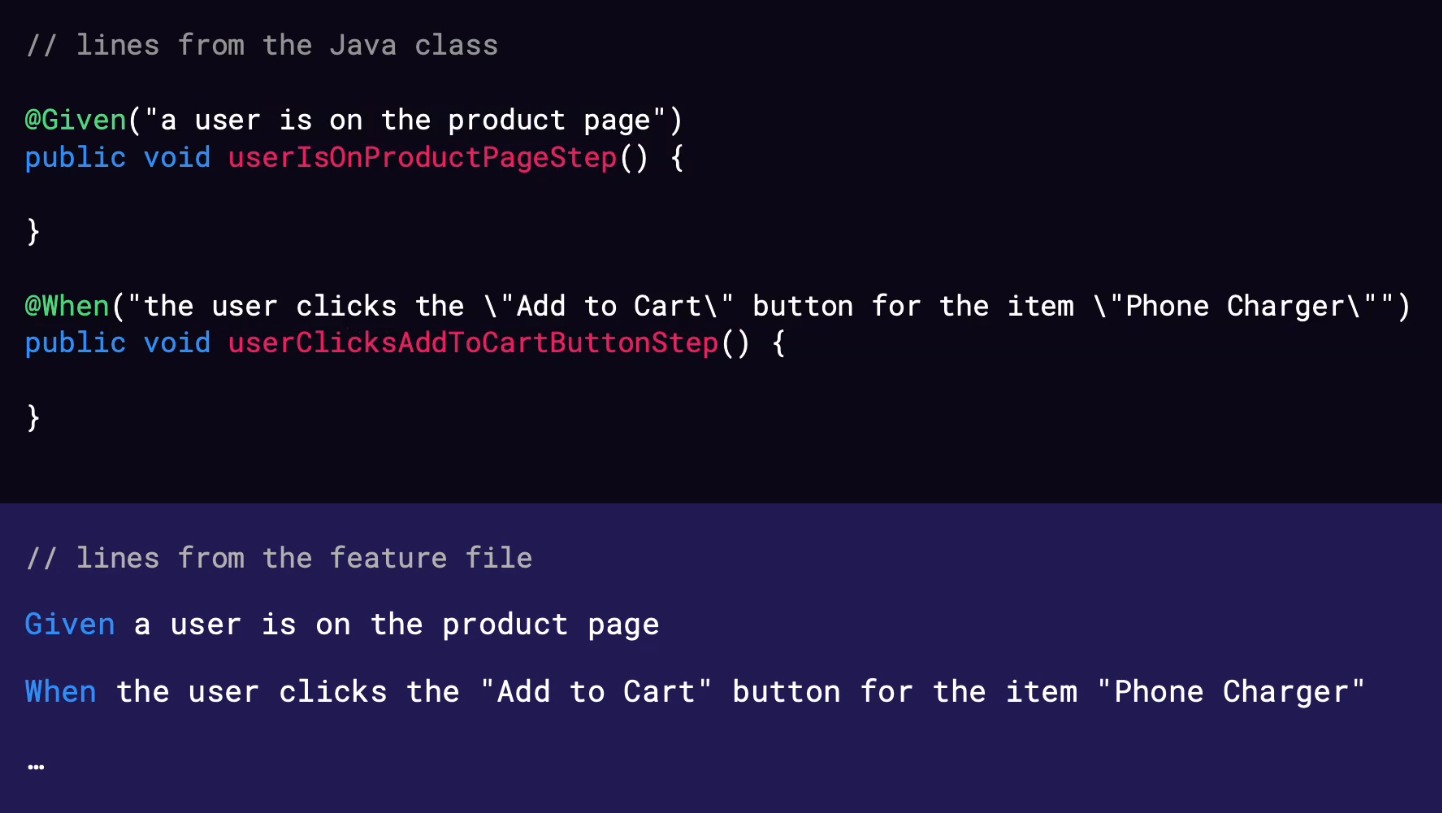 // lines from the Java class
@Given("a user is on the product page")
public void userIsOnProductPageStep() {
}
@When("the user clicks the \"Add to Cart\" button for the item \"Phone Charger\"")
public void userClicksAddToCartButtonStep() {
}
// lines from the feature file
Given a user is on the product page
When the user clicks the "Add to Cart" button for the item "Phone Charger"
…